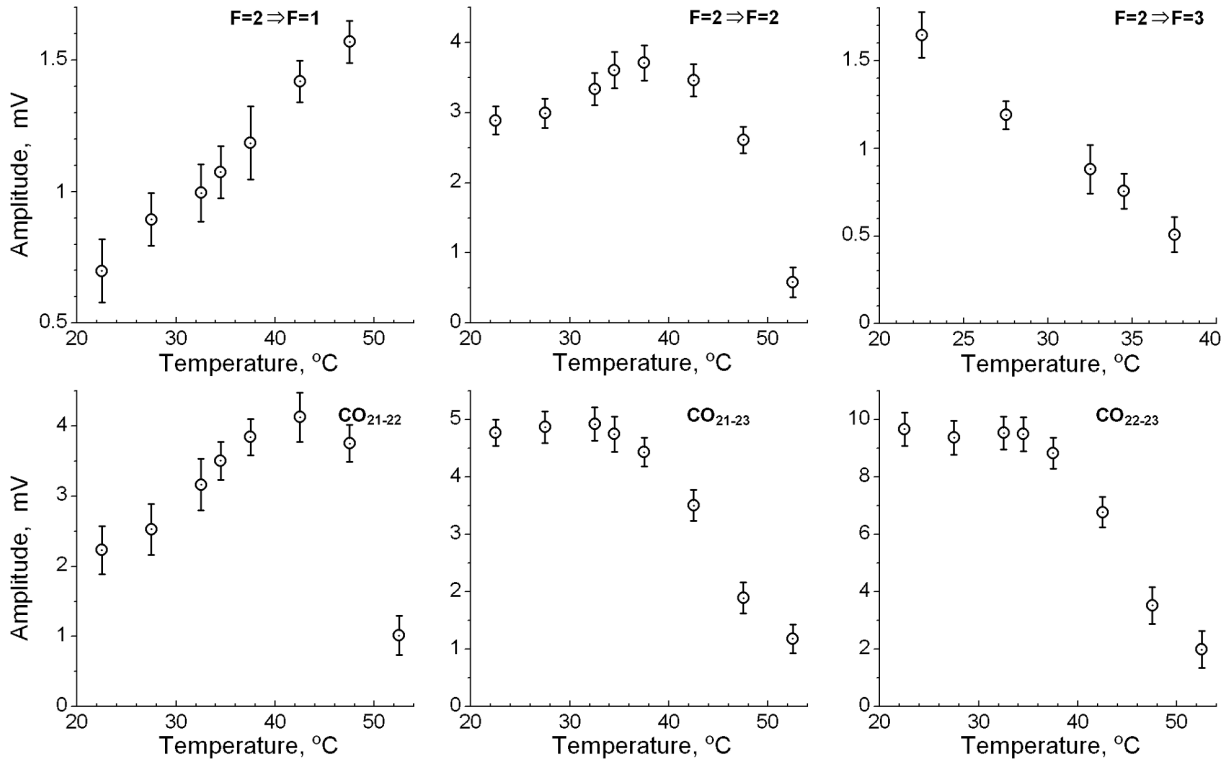 F=2⇒F=1
Amplitude, mV
1.5
1
0.5
20 30 40 50
Temperature, °C
F=2⇒F=2
4
3
2
1
0
20 30 40 50
Temperature, °C
F=2⇒F=3
1.5
1
0.5
0
20 25 30 35 40
Temperature, °C
CO21-22
Amplitude, mV
4
3
2
1
0
20 30 40 50
Temperature, °C
CO21-23
5
4
3
2
1
0
20 30 40 50
Temperature, °C
CO22-23
10
8
6
4
2
0
20 30 40 50
Temperature, °C